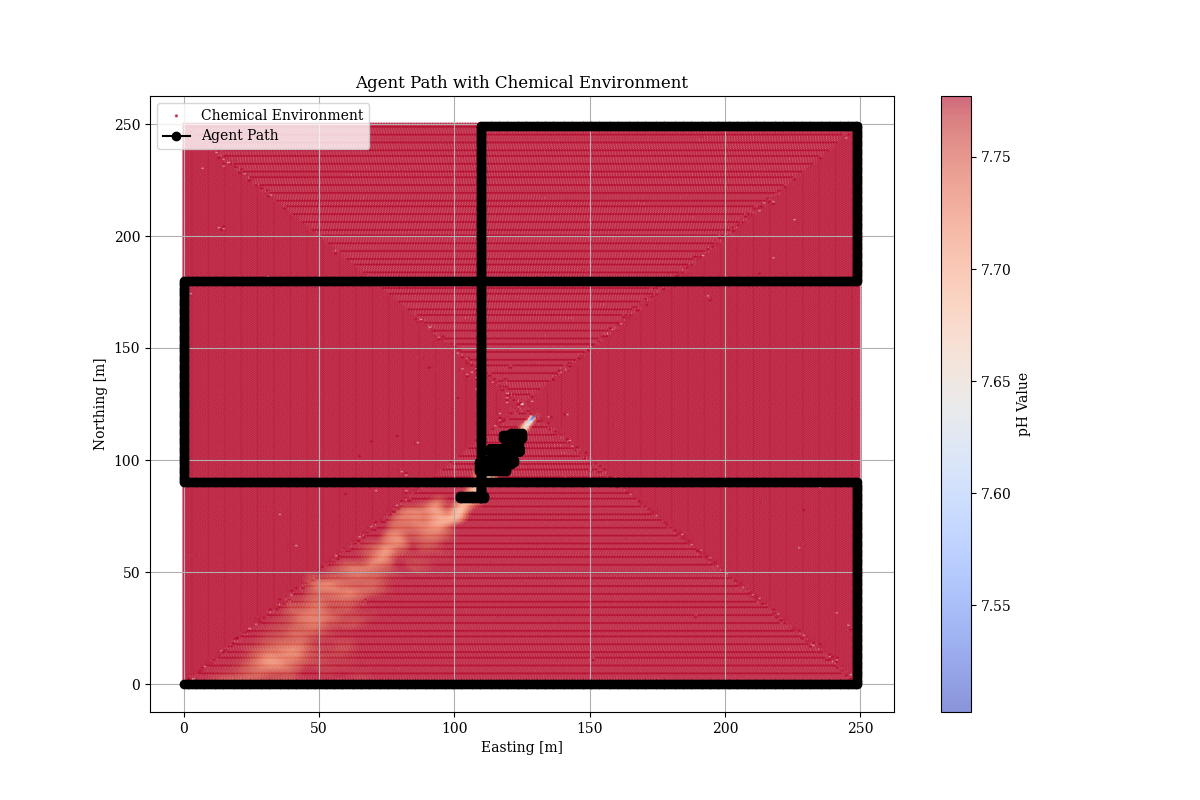 Agent Path with Chemical Environment
Chemical Environment
Agent Path
250
200
150
100
50
0
Northing [m]
0 50 100 150 200 250
Easting [m]
7.75
7.70
7.65
7.60
7.55
pH Value